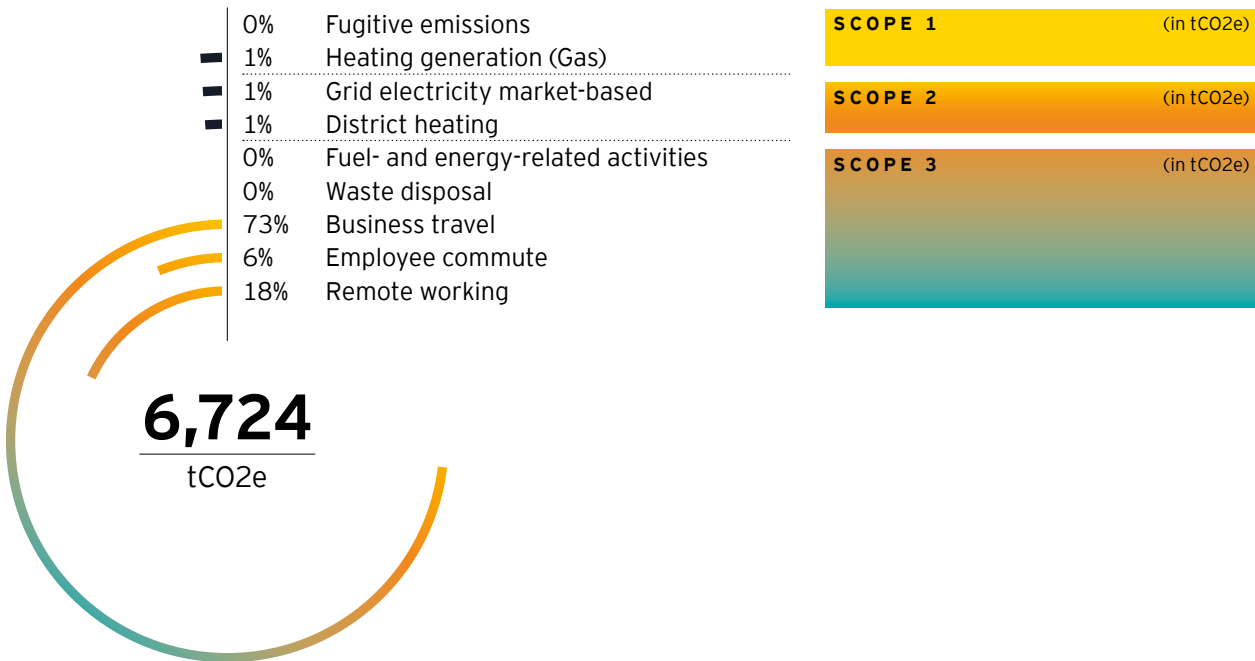 0% Fugitive emissions
1% Heating generation (Gas)
1% Grid electricity market-based
1% District heating
0% Fuel- and energy-related activities
0% Waste disposal
73% Business travel
6% Employee commute
18% Remote working
6,724
tCO2e
SCOPE 1 (in tCO2e)
SCOPE 2 (in tCO2e)
SCOPE 3 (in tCO2e)